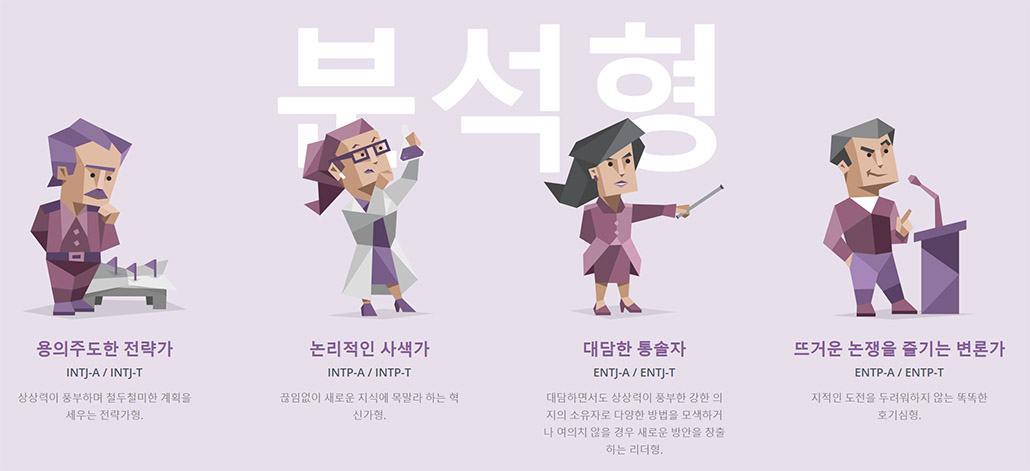 분석형
용의주도한 전략가
INTJ-A / INTJ-T
상상력이 풍부하며 철두철미한 계획을
세우는 전략가형.
논리적인 사색가
INTP-A / INTP-T
끊임없이 새로운 지식에 목말라 하는 혁
신가형.
대담한 통솔자
ENTJ-A / ENTJ-T
대담하면서도 상상력이 풍부한 강한 의
지의 소유자로 다양한 방법을 모색하거
나 여의치 않을 경우 새로운 방안을 창출
하는 리더형.
뜨거운 논쟁을 즐기는 변론가
ENTP-A / ENTP-T
지적인 도전을 두려워하지 않는 똑똑한
호기심형.